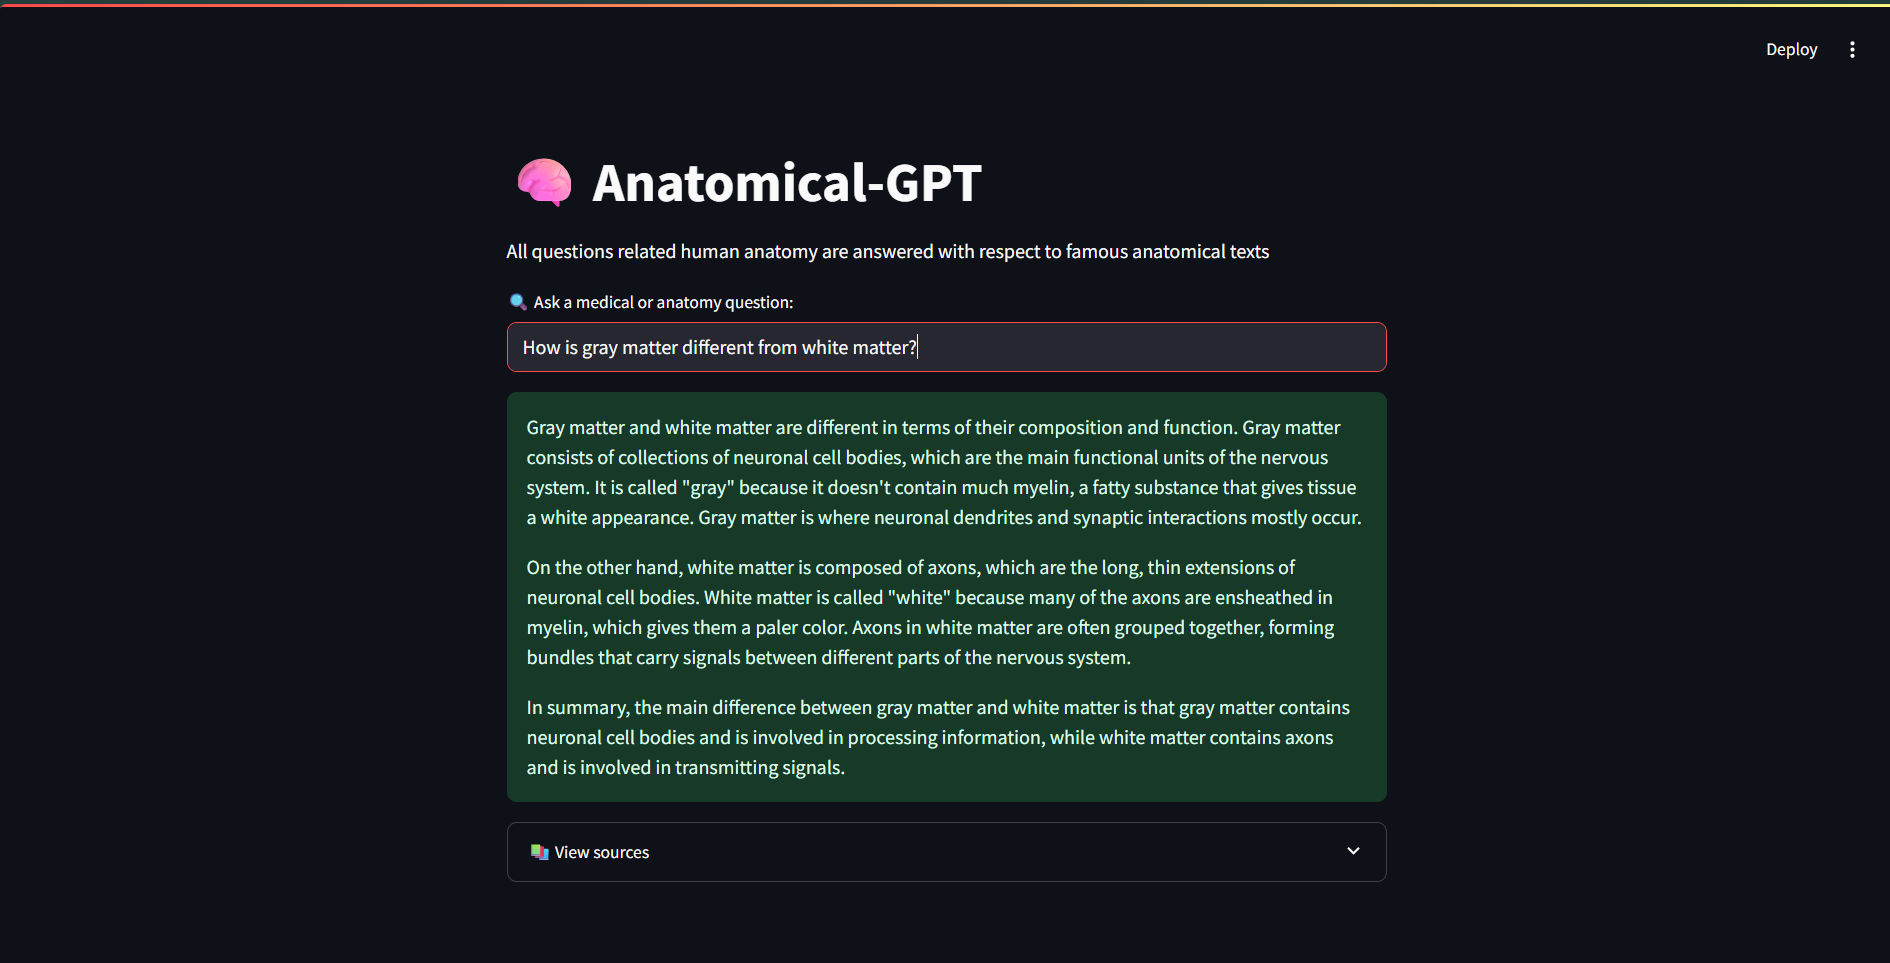 Deploy
Anatomical-GPT
All questions related human anatomy are answered with respect to famous anatomical texts
Ask a medical or anatomy question:
How is gray matter different from white matter?
Gray matter and white matter are different in terms of their composition and function. Gray matter
consists of collections of neuronal cell bodies, which are the main functional units of the nervous
system. It is called "gray" because it doesn't contain much myelin, a fatty substance that gives tissue
a white appearance. Gray matter is where neuronal dendrites and synaptic interactions mostly occur.
On the other hand, white matter is composed of axons, which are the long, thin extensions of
neuronal cell bodies. White matter is called "white" because many of the axons are ensheathed in
myelin, which gives them a paler color. Axons in white matter are often grouped together, forming
bundles that carry signals between different parts of the nervous system.
In summary, the main difference between gray matter and white matter is that gray matter contains
neuronal cell bodies and is involved in processing information, while white matter contains axons
and is involved in transmitting signals.
View sources